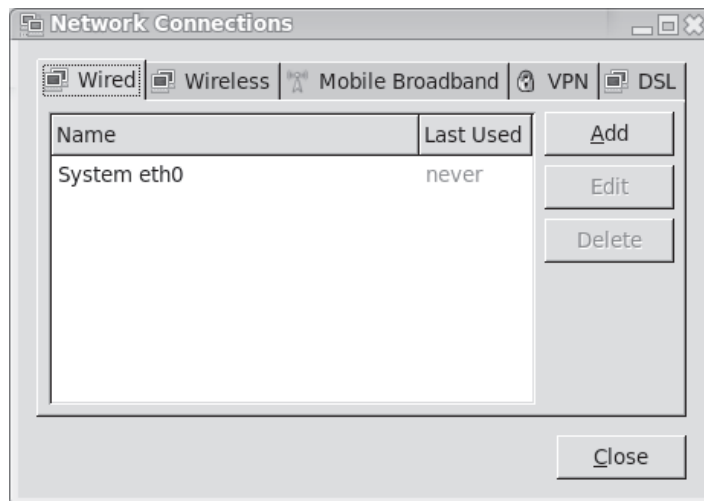 Network Connections
Wired Wireless Mobile Broadband VPN DSL
Name Last Used
System eth0 never
Add
Edit
Delete
Close